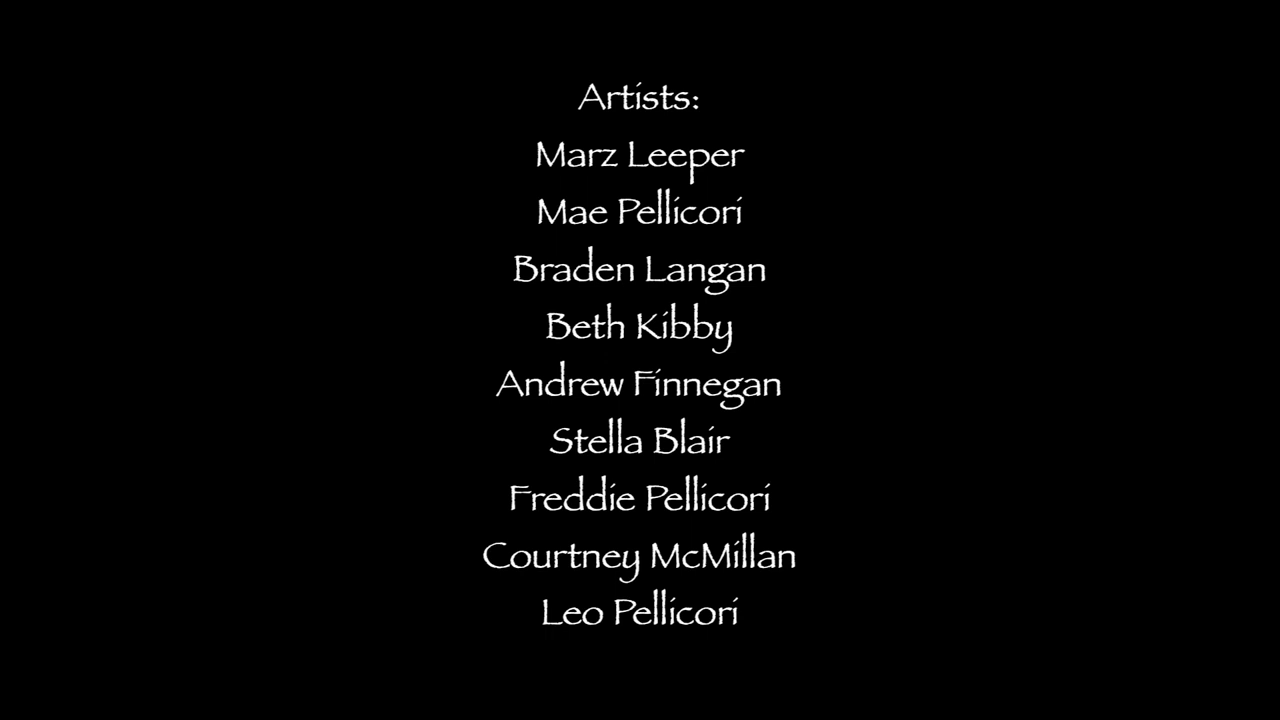 Artists:
Marz Leeper
Mae Pellicori
Braden Langan
Beth Kibby
Andrew Finnegan
Stella Blair
Freddie Pellicori
Courtney McMillan
Leo Pellicori